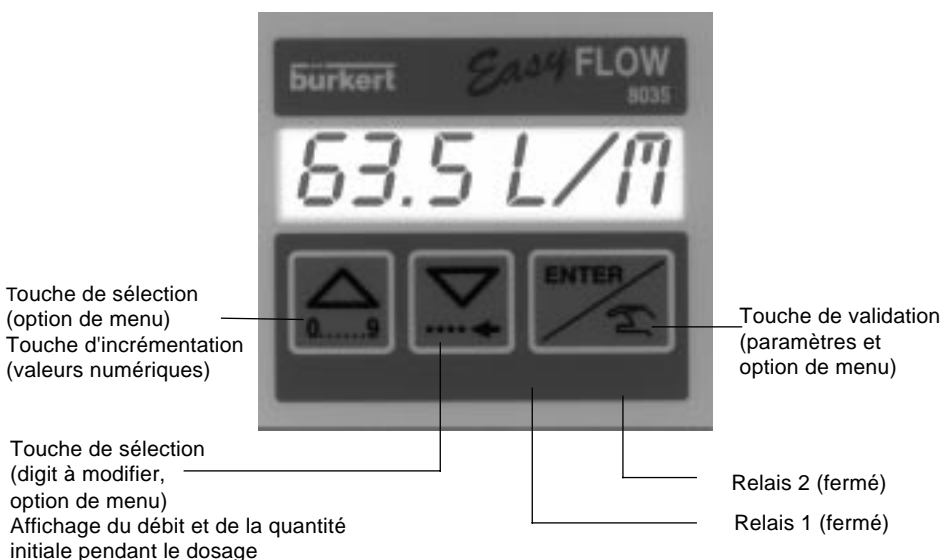 burkert
Easy FLOW
8035
63.5 L/M
0.....9
ENTER
Touche de sélection
(option de menu)
Touche d'incrémentation
(valeurs numériques)
Touche de validation
(paramètres et
option de menu)
Touche de sélection
(digit à modifier,
option de menu)
Affichage du débit et de la quantité
initiale pendant le dosage
Relais 2 (fermé)
Relais 1 (fermé)